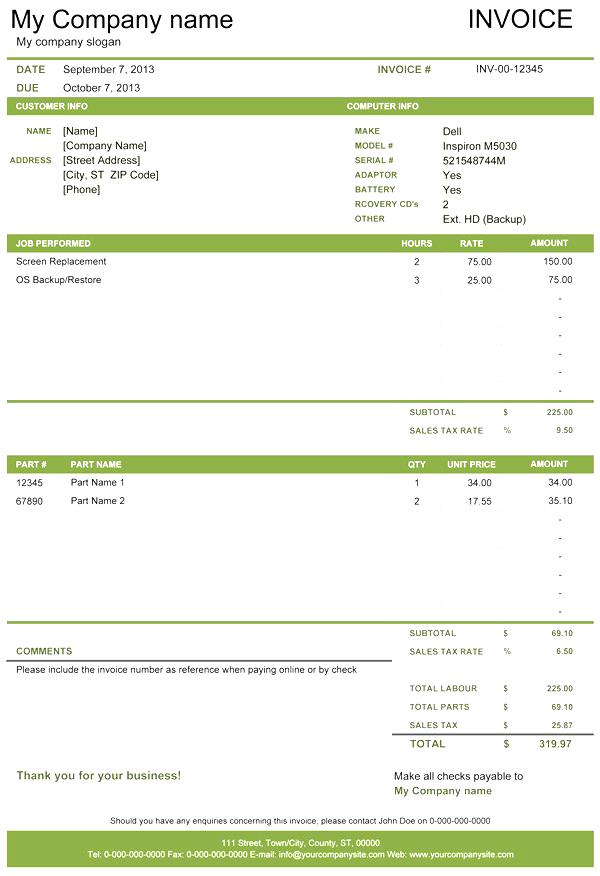 My Company name INVOICE
My company slogan
DATE September 7, 2013 INVOICE # INV-00-12345
DUE October 7, 2013
CUSTOMER INFO COMPUTER INFO
NAME [Name] MAKE Dell
[Company Name] MODEL # Inspiron M5030
ADDRESS [Street Address] SERIAL # 521548744M
[City, ST ZIP Code] ADAPTOR Yes
[Phone] BATTERY Yes
RCOVERY CD's 2
OTHER Ext. HD (Backup)
JOB PERFORMED HOURS RATE AMOUNT
Screen Replacement 2 75.00 150.00
OS Backup/Restore 3 25.00 75.00
-
-
-
-
-
-
SUBTOTAL $ 225.00
SALES TAX RATE % 9.50
PART # PART NAME QTY UNIT PRICE AMOUNT
12345 Part Name 1 1 34.00 34.00
67890 Part Name 2 2 17.55 35.10
-
-
-
-
-
-
SUBTOTAL $ 69.10
COMMENTS SALES TAX RATE % 6.50
Please include the invoice number as reference when paying online or by check
TOTAL LABOUR $ 225.00
TOTAL PARTS $ 69.10
SALES TAX $ 25.87
TOTAL $ 319.97
Thank you for your business! Make all checks payable to
My Company name
Should you have any enquiries concerning this invoice, please contact John Doe on 0-000-000-0000
111 Street, Town/City, County, ST, 00000
Tel: 0-000-000-0000 Fax: 0-000-000-0000 E-mail: info@yourcompanysite.com Web: www.yourcompanysite.com